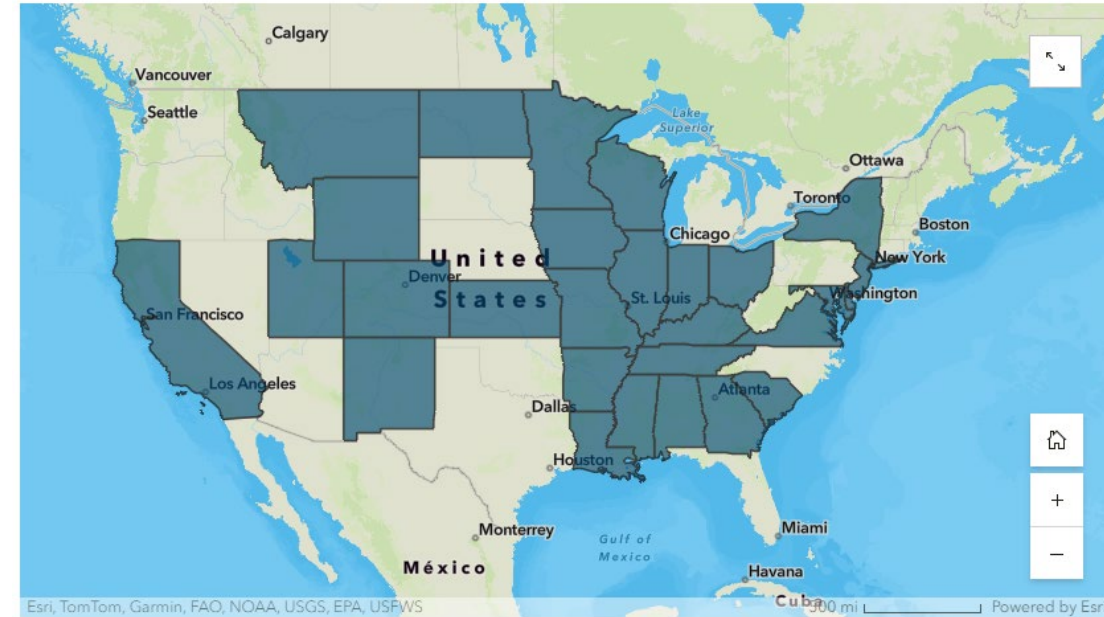 Calgary
Vancouver
Seattle
Lake
Superior
Ottawa
Toronto
Boston
Chicago
New York
United
Denver
States
St. Louis
Washington
San Francisco
Los Angeles
Atlanta
Dallas
Houston
Monterrey
Gulf of
Mexico
Miami
México
Havana
Cuba
Esri, TomTom, Garmin, FAO, NOAA, USGS, EPA, USFWS
300 mi
Powered by Esri